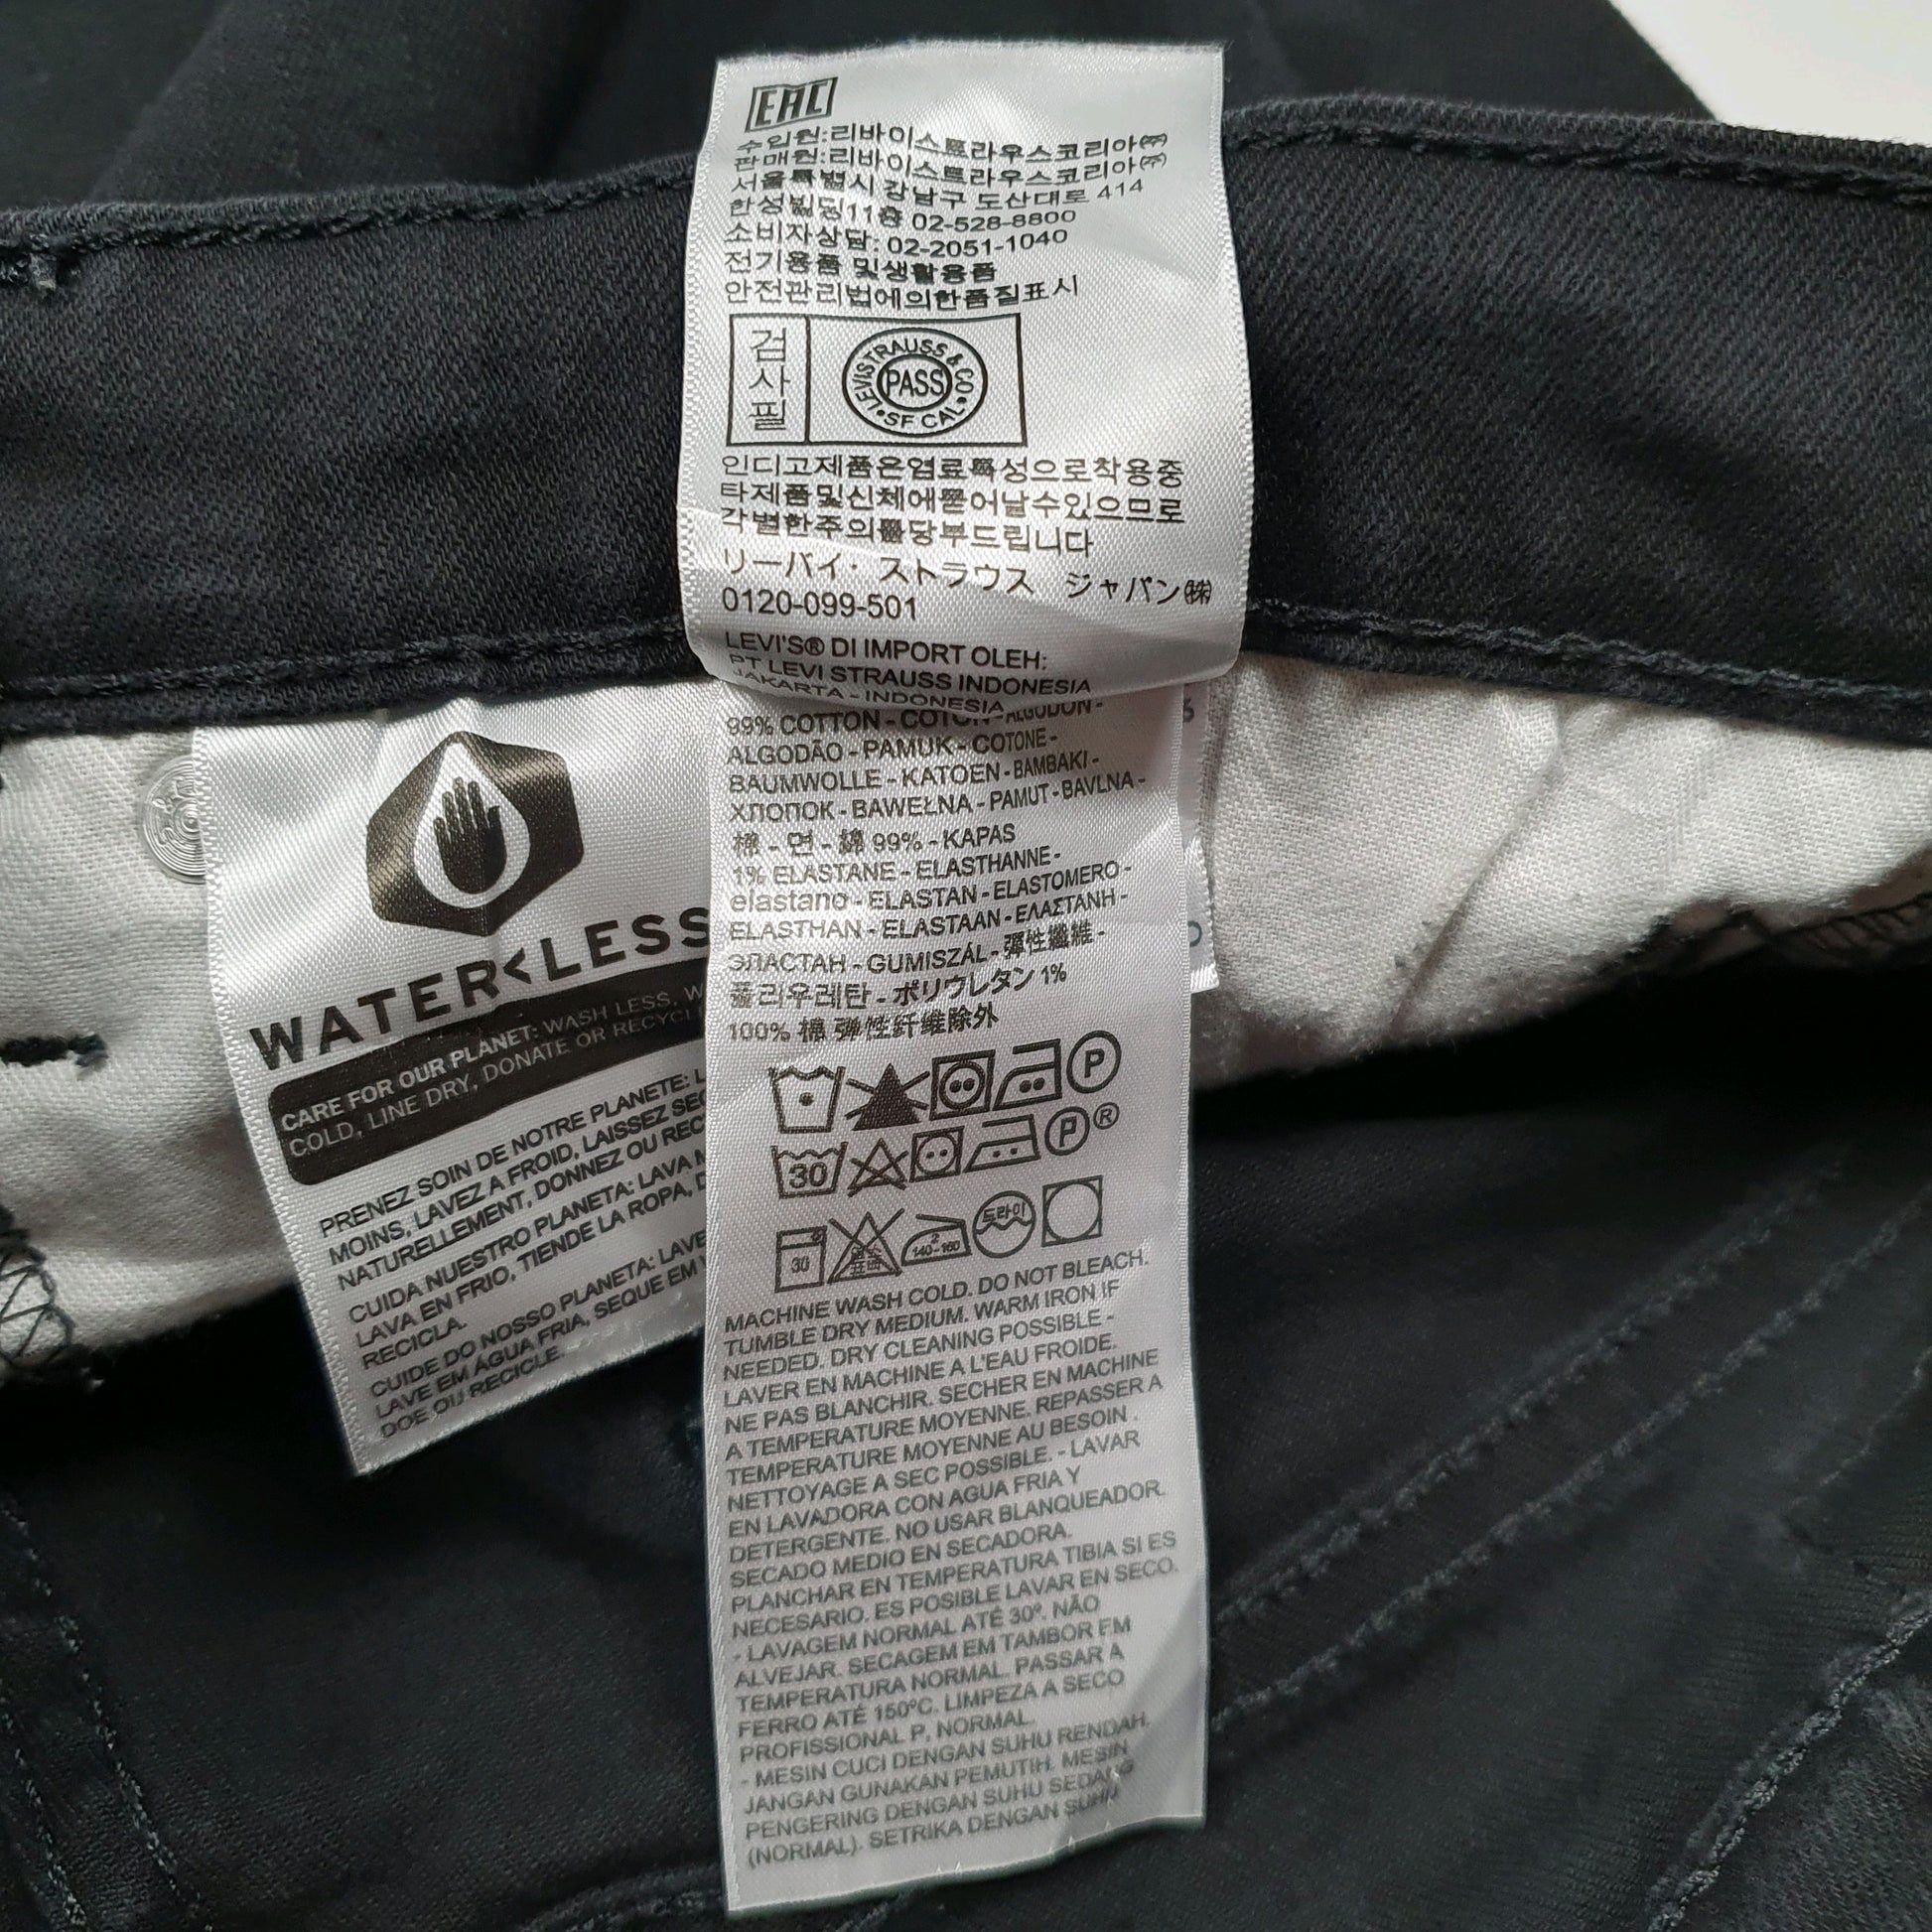 EAC
수입원:리바이스트라우스코리아㈜
판매원:리바이스트라우스코리아㈜
서울특별시 강남구 도산대로 414
한성빌딩11층 02-528-8800
소비자상담: 02-2051-1040
전기용품 및생활용품
안전관리법에의한품질표시
검사필
LEVI STRAUSS & CO
PASS
SF CAL
인디고제품은염료특성으로착용중
타제품및신체에묻어날수있으므로
각별한주의를당부드립니다
リーバイ・ストラウス ジャパン㈱
0120-099-501
LEVI'S® DI IMPORT OLEH:
PT LEVI STRAUSS INDONESIA
JAKARTA - INDONESIA
99% COTTON - COTON - ALGODON -
ALGODÃO - PAMUK - COTONE -
BAUMWOLLE - KATOEN - BAMBAKI -
ХЛОПОК - BAWEŁNA - PAMUT - BAVLNA -
棉 - 면 - 綿 99% - KAPAS
1% ELASTANE - ELASTHANNE -
elastano - ELASTAN - ELASTOMERO -
ELASTHAN - ELASTAAN - ΕΛΑΣΤΑΝΗ -
ЭЛАСТАН - GUMISZÁL - 彈性纖維 -
폴리우레탄 - ポリウレタン 1%
100% 棉 弹性纤维除外
P
30 P ®
30 140-160 드라이
MACHINE WASH COLD. DO NOT BLEACH.
TUMBLE DRY MEDIUM. WARM IRON IF
NEEDED. DRY CLEANING POSSIBLE -
LAVER EN MACHINE A L'EAU FROIDE.
NE PAS BLANCHIR. SECHER EN MACHINE
A TEMPERATURE MOYENNE. REPASSER A
TEMPERATURE MOYENNE AU BESOIN .
NETTOYAGE A SEC POSSIBLE. - LAVAR
EN LAVADORA CON AGUA FRIA Y
DETERGENTE. NO USAR BLANQUEADOR.
SECADO MEDIO EN SECADORA.
PLANCHAR EN TEMPERATURA TIBIA SI ES
NECESARIO. ES POSIBLE LAVAR EN SECO.
- LAVAGEM NORMAL ATÉ 30º. NÃO
ALVEJAR. SECAGEM EM TAMBOR EM
TEMPERATURA NORMAL. PASSAR A
FERRO ATÉ 150ºC. LIMPEZA A SECO
PROFISSIONAL P, NORMAL.
- MESIN CUCI DENGAN SUHU RENDAH.
JANGAN GUNAKAN PEMUTIH. MESIN
PENGERING DENGAN SUHU SEDANG
(NORMAL). SETRIKA DENGAN SUHU
WATER<LESS
CARE FOR OUR PLANET: WASH LESS, W
COLD, LINE DRY, DONATE OR RECYCL
PRENEZ SOIN DE NOTRE PLANETE: L
MOINS, LAVEZ A FROID, LAISSEZ SEC
NATURELLEMENT, DONNEZ OU REC
CUIDA NUESTRO PLANETA: LAVA M
LAVA EN FRIO, TIENDE LA ROPA, D
RECICLA.
CUIDE DO NOSSO PLANETA: LAVE
LAVE EM ÁGUA FRIA, SEQUE EM V
DOE OU RECICLE.